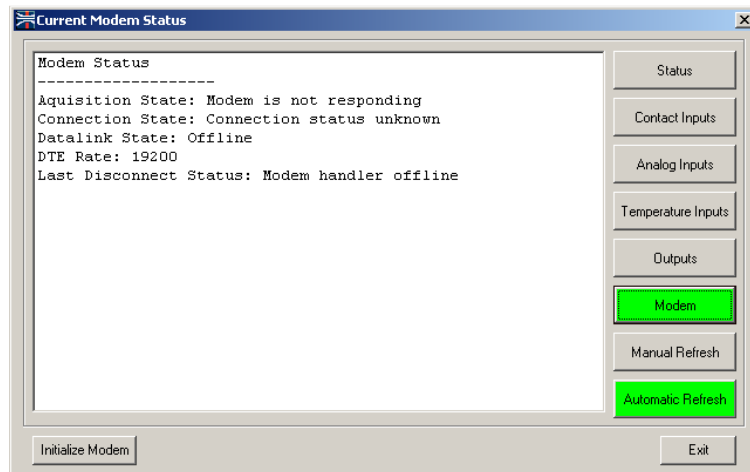 Current Modem Status
Modem Status
-------------------
Aquisition State: Modem is not responding
Connection State: Connection status unknown
Datalink State: Offline
DTE Rate: 19200
Last Disconnect Status: Modem handler offline
Status
Contact Inputs
Analog Inputs
Temperature Inputs
Outputs
Modem
Manual Refresh
Automatic Refresh
Initialize Modem
Exit